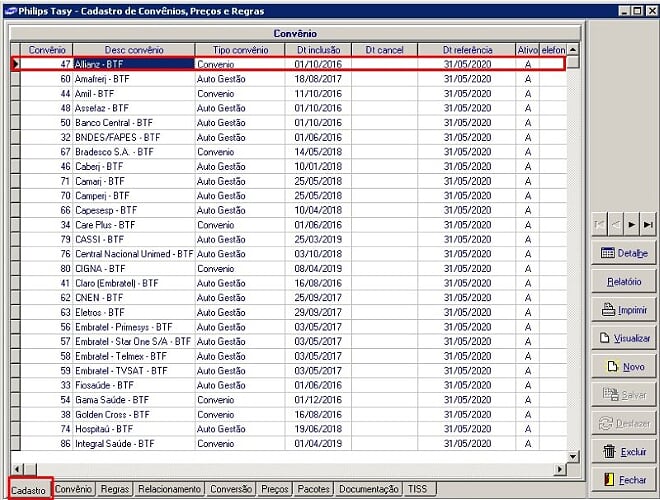 Philips Tasy - Cadastro de Convênios, Preços e Regras
Convênio
Convênio Desc convênio Tipo convênio Dt inclusão Dt cancel Dt referência Ativo elefon
47 Allianz - BTF Convenio 01/10/2016 31/05/2020 A
60 Amafrerj - BTF Auto Gestão 18/08/2017 31/05/2020 A
44 Amil - BTF Convenio 11/10/2016 31/05/2020 A
48 Assefaz - BTF Auto Gestão 01/10/2016 31/05/2020 A
50 Banco Central - BTF Auto Gestão 01/10/2016 31/05/2020 A
32 BNDES/FAPES - BTF Auto Gestão 01/06/2016 31/05/2020 A
67 Bradesco S.A. - BTF Convenio 14/05/2018 31/05/2020 A
46 Caberj - BTF Auto Gestão 10/01/2018 31/05/2020 A
71 Camarj - BTF Auto Gestão 25/05/2018 31/05/2020 A
70 Camperj - BTF Auto Gestão 25/05/2018 31/05/2020 A
66 Capesesp - BTF Auto Gestão 10/04/2018 31/05/2020 A
34 Care Plus - BTF Convenio 01/06/2016 31/05/2020 A
79 CASSI - BTF Auto Gestão 25/03/2019 31/05/2020 A
76 Central Nacional Unimed - BTF Auto Gestão 03/10/2018 31/05/2020 A
80 CIGNA - BTF Convenio 08/04/2019 31/05/2020 A
41 Claro (Embratel) - BTF Auto Gestão 16/08/2016 31/05/2020 A
62 CNEN - BTF Auto Gestão 25/09/2017 31/05/2020 A
63 Eletros - BTF Auto Gestão 29/09/2017 31/05/2020 A
56 Embratel - Primesys - BTF Auto Gestão 03/05/2017 31/05/2020 A
57 Embratel - Star One S/A - BTF Auto Gestão 03/05/2017 31/05/2020 A
58 Embratel - Telmex - BTF Auto Gestão 03/05/2017 31/05/2020 A
59 Embratel - TVSAT - BTF Auto Gestão 03/05/2017 31/05/2020 A
33 Fiosaúde - BTF Auto Gestão 01/06/2016 31/05/2020 A
54 Gama Saúde - BTF Convenio 01/12/2016 31/05/2020 A
38 Golden Cross - BTF Convenio 16/08/2016 31/05/2020 A
74 Hospitaú - BTF Auto Gestão 19/06/2018 31/05/2020 A
86 Integral Saúde - BTF Convenio 01/04/2019 31/05/2020 A
Detalhe
Relatório
Imprimir
Visualizar
Novo
Salvar
Desfazer
Excluir
Fechar
Cadastro Convênio Regras Relacionamento Conversão Preços Pacotes Documentação TISS